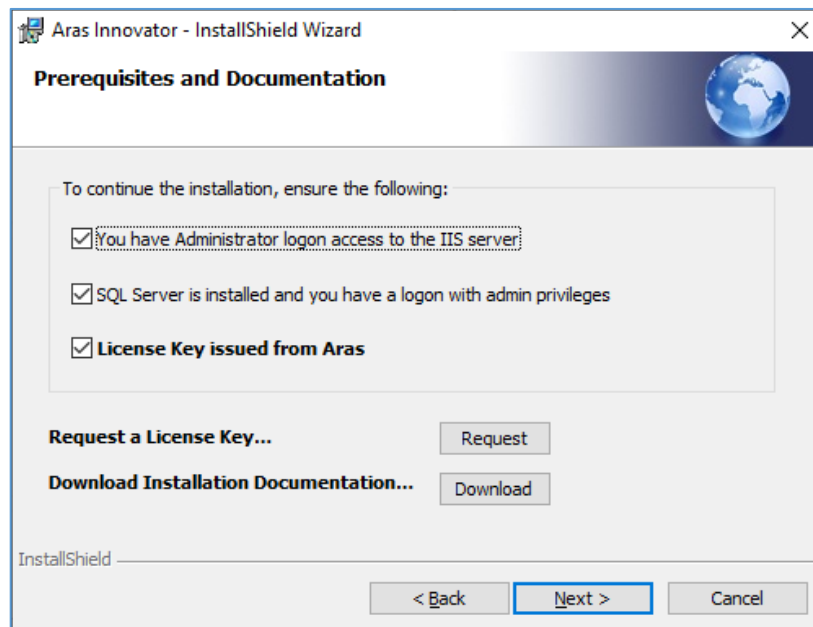 Aras Innovator - InstallShield Wizard
Prerequisites and Documentation
To continue the installation, ensure the following:
You have Administrator logon access to the IIS server
SQL Server is installed and you have a logon with admin privileges
License Key issued from Aras
Request a License Key... Request
Download Installation Documentation... Download
InstallShield
< Back Next > Cancel